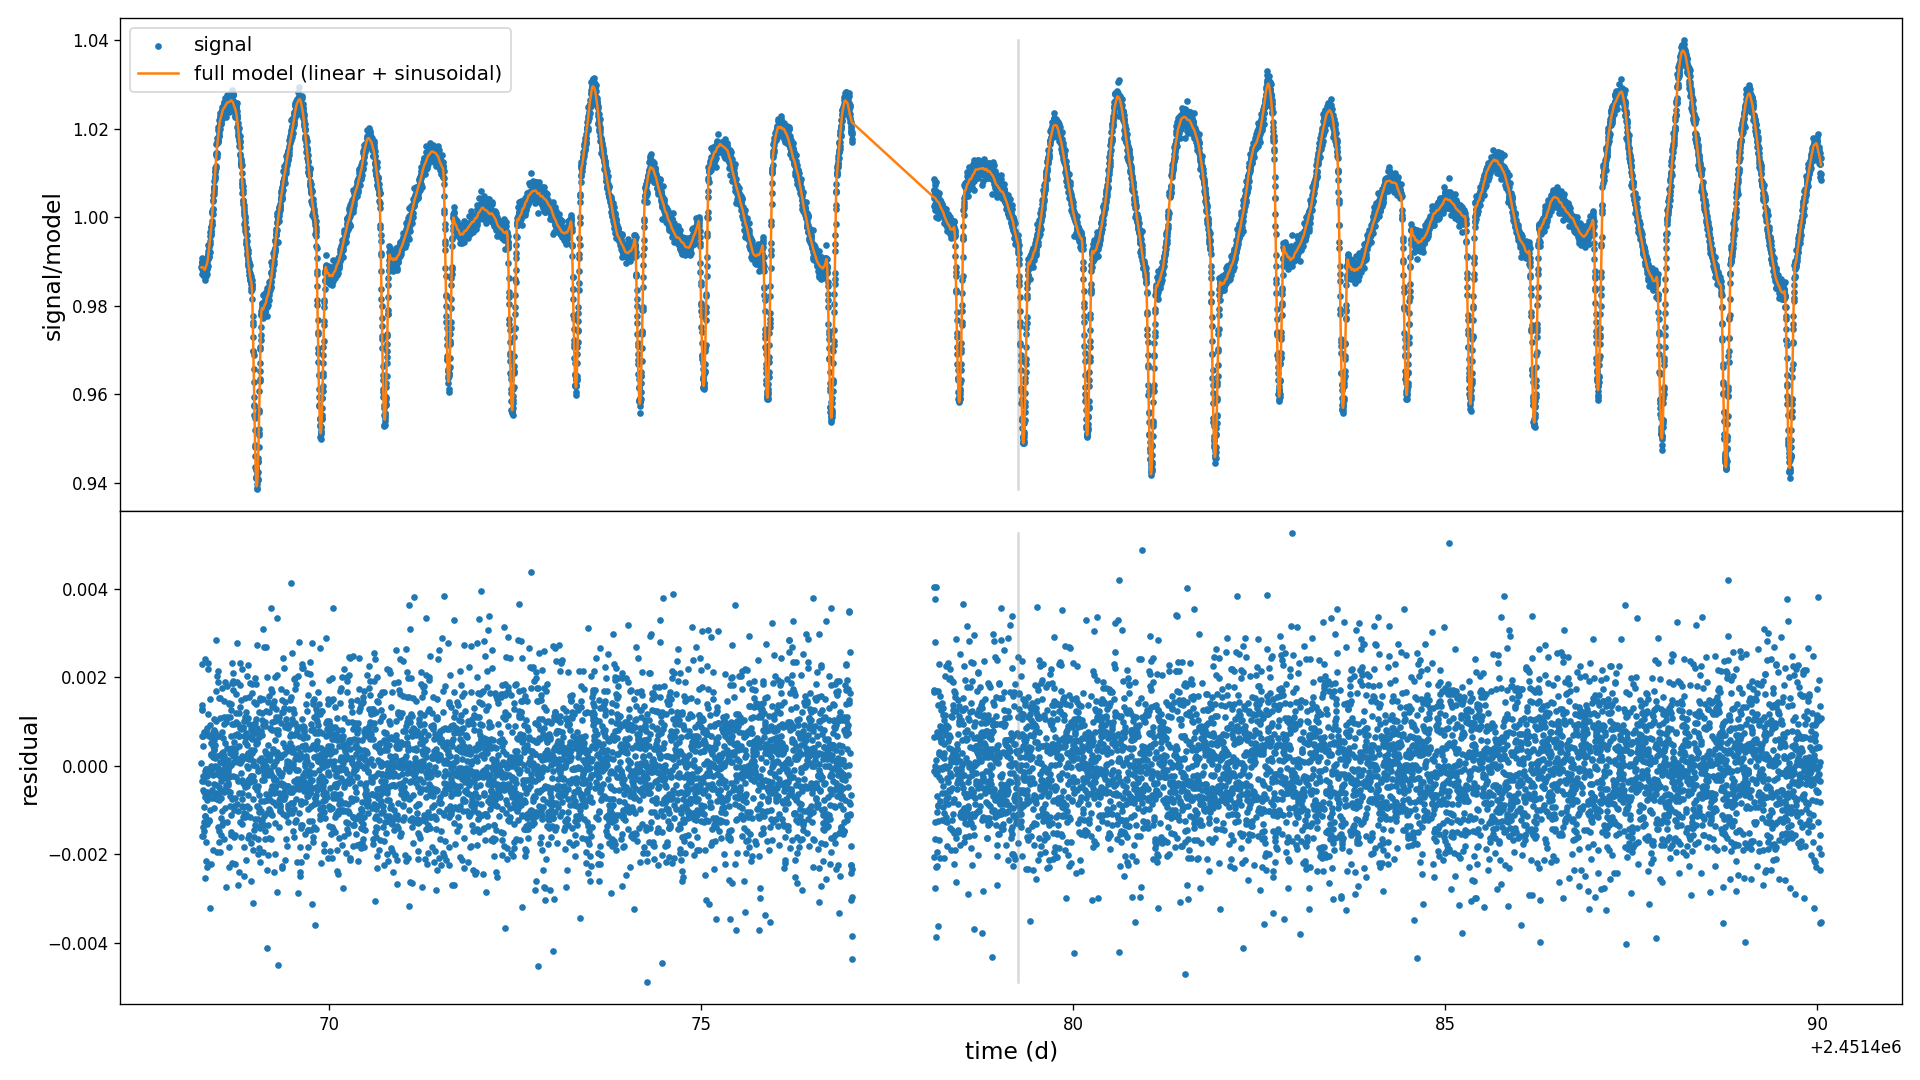 signal
full model (linear + sinusoidal)
signal/model
1.04
1.02
1.00
0.98
0.96
0.94
residual
0.004
0.002
0.000
−0.002
−0.004
70
75
80
85
90
time (d)
+2.4514e6